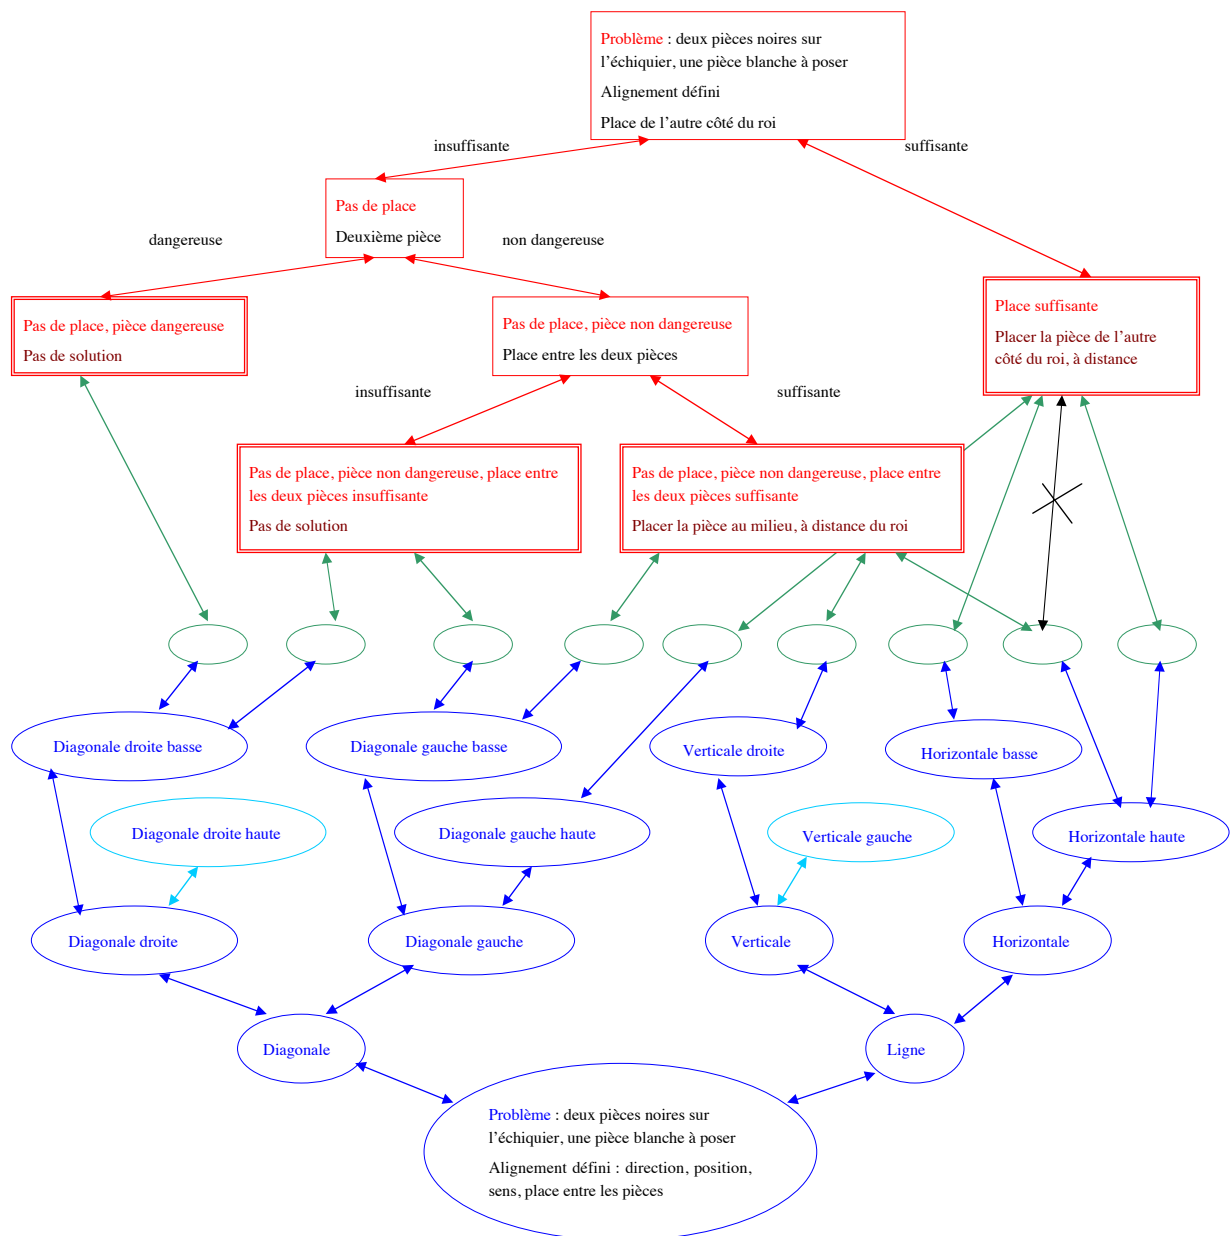 Problème : deux pièces noires sur
l’échiquier, une pièce blanche à poser
Alignement défini
Place de l’autre côté du roi
insuffisante
suffisante
Pas de place
Deuxième pièce
dangereuse
non dangereuse
Pas de place, pièce dangereuse
Pas de solution
Pas de place, pièce non dangereuse
Place entre les deux pièces
Place suffisante
Placer la pièce de l’autre
côté du roi, à distance
insuffisante
suffisante
Pas de place, pièce non dangereuse, place entre
les deux pièces insuffisante
Pas de solution
Pas de place, pièce non dangereuse, place entre
les deux pièces suffisante
Placer la pièce au milieu, à distance du roi
Diagonale droite basse
Diagonale gauche basse
Verticale droite
Horizontale basse
Diagonale droite haute
Diagonale gauche haute
Verticale gauche
Horizontale haute
Diagonale droite
Diagonale gauche
Verticale
Horizontale
Diagonale
Ligne
Problème : deux pièces noires sur
l’échiquier, une pièce blanche à poser
Alignement défini : direction, position,
sens, place entre les pièces